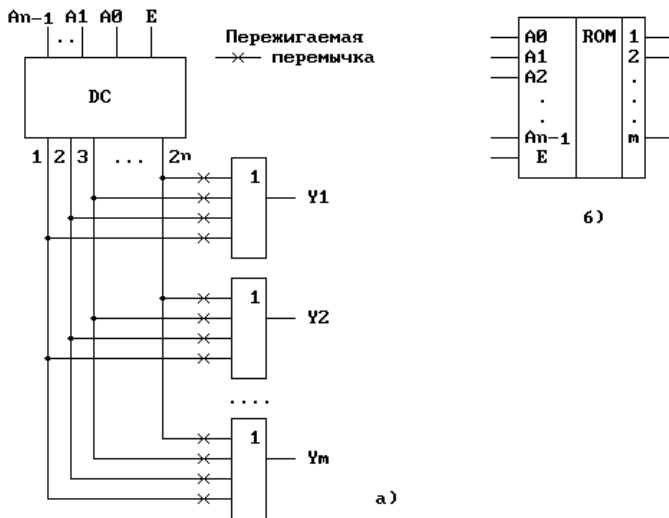 An-1 A1 A0 E
..
Пережигаемая
перемычка
DC
1 2 3 ... 2n
1
Y1
1
Y2
....
1
Ym
а)
A0 ROM 1
A1 2
A2 .
. .
. .
An-1 m
E
б)